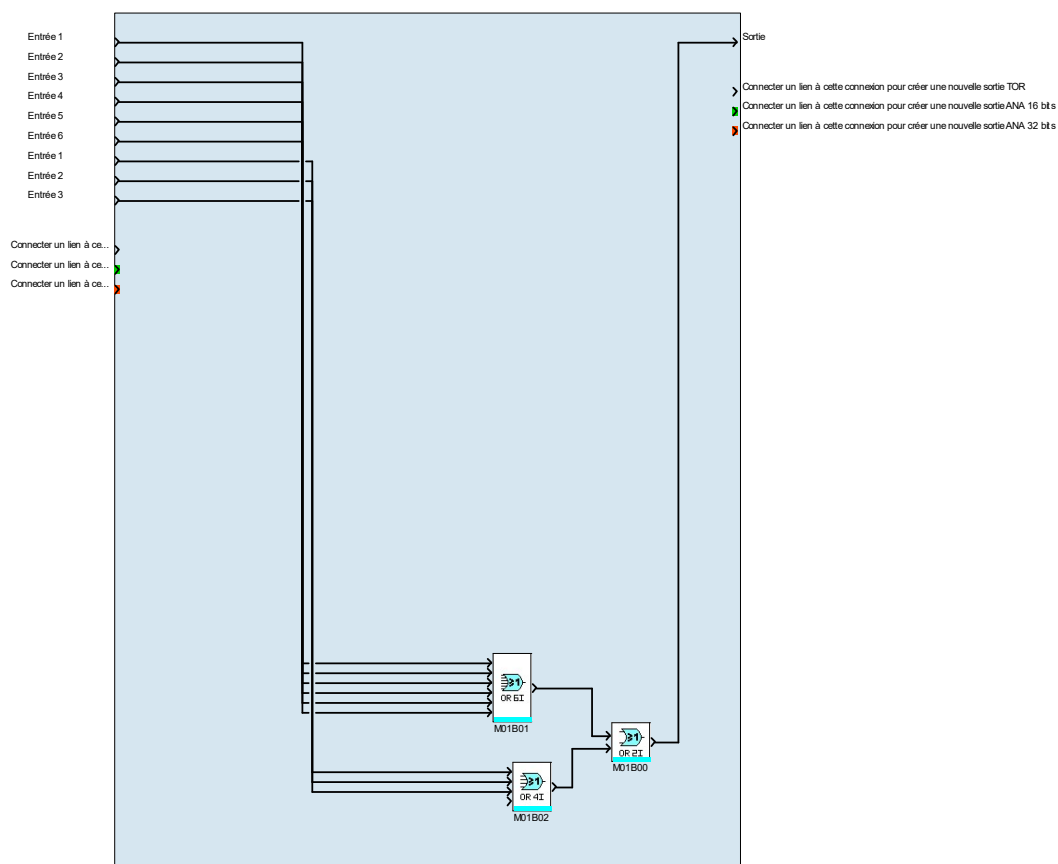 Entrée 1
Entrée 2
Entrée 3
Entrée 4
Entrée 5
Entrée 6
Entrée 1
Entrée 2
Entrée 3
Connecter un lien à ce...
Connecter un lien à ce...
Connecter un lien à ce...
Sortie
Connecter un lien à cette connexion pour créer une nouvelle sortie TOR
Connecter un lien à cette connexion pour créer une nouvelle sortie ANA 16 bits
Connecter un lien à cette connexion pour créer une nouvelle sortie ANA 32 bits
≥1
OR 6I
M01B01
≥1
OR 2I
M01B00
≥1
OR 4I
M01B02